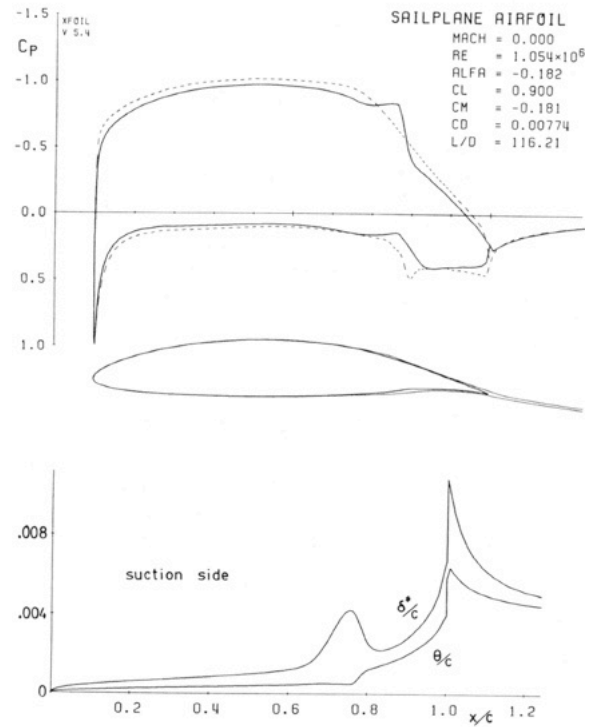 -1.5
XFOIL
V 5.4
CP
SAILPLANE AIRFOIL
MACH = 0.000
RE = 1.054×10⁶
ALFA = -0.182
CL = 0.900
CM = -0.181
CD = 0.00774
L/D = 116.21
-1.0
-0.5
0.0
0.5
1.0
.008
suction side
δ*/C
.004
θ/C
0
0.2 0.4 0.6 0.8 1.0 x/c 1.2